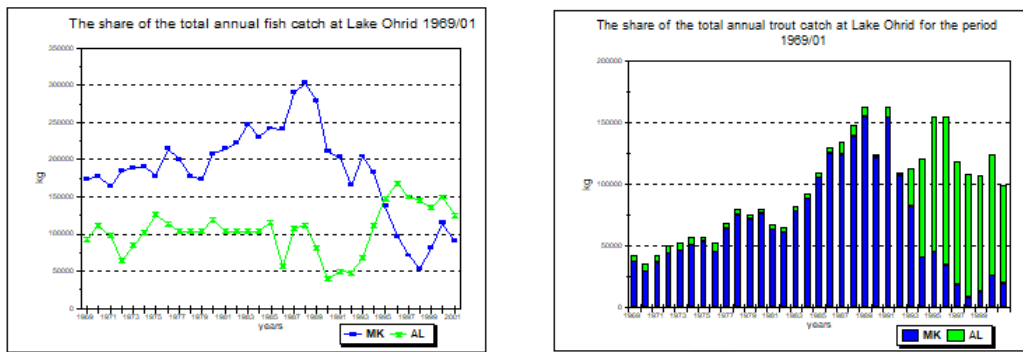 The share of the total annual fish catch at Lake Ohrid 1969/01
350000
300000
250000
200000
150000
100000
50000
0
kg
1969 1971 1973 1975 1977 1979 1981 1983 1985 1987 1989 1991 1993 1995 1997 1999 2001
years
MK AL
The share of the total annual trout catch at Lake Ohrid for the period
1969/01
200000
150000
100000
50000
0
kg
1969 1971 1973 1975 1977 1979 1981 1983 1985 1987 1989 1991 1993 1995 1997 1999
years
MK AL